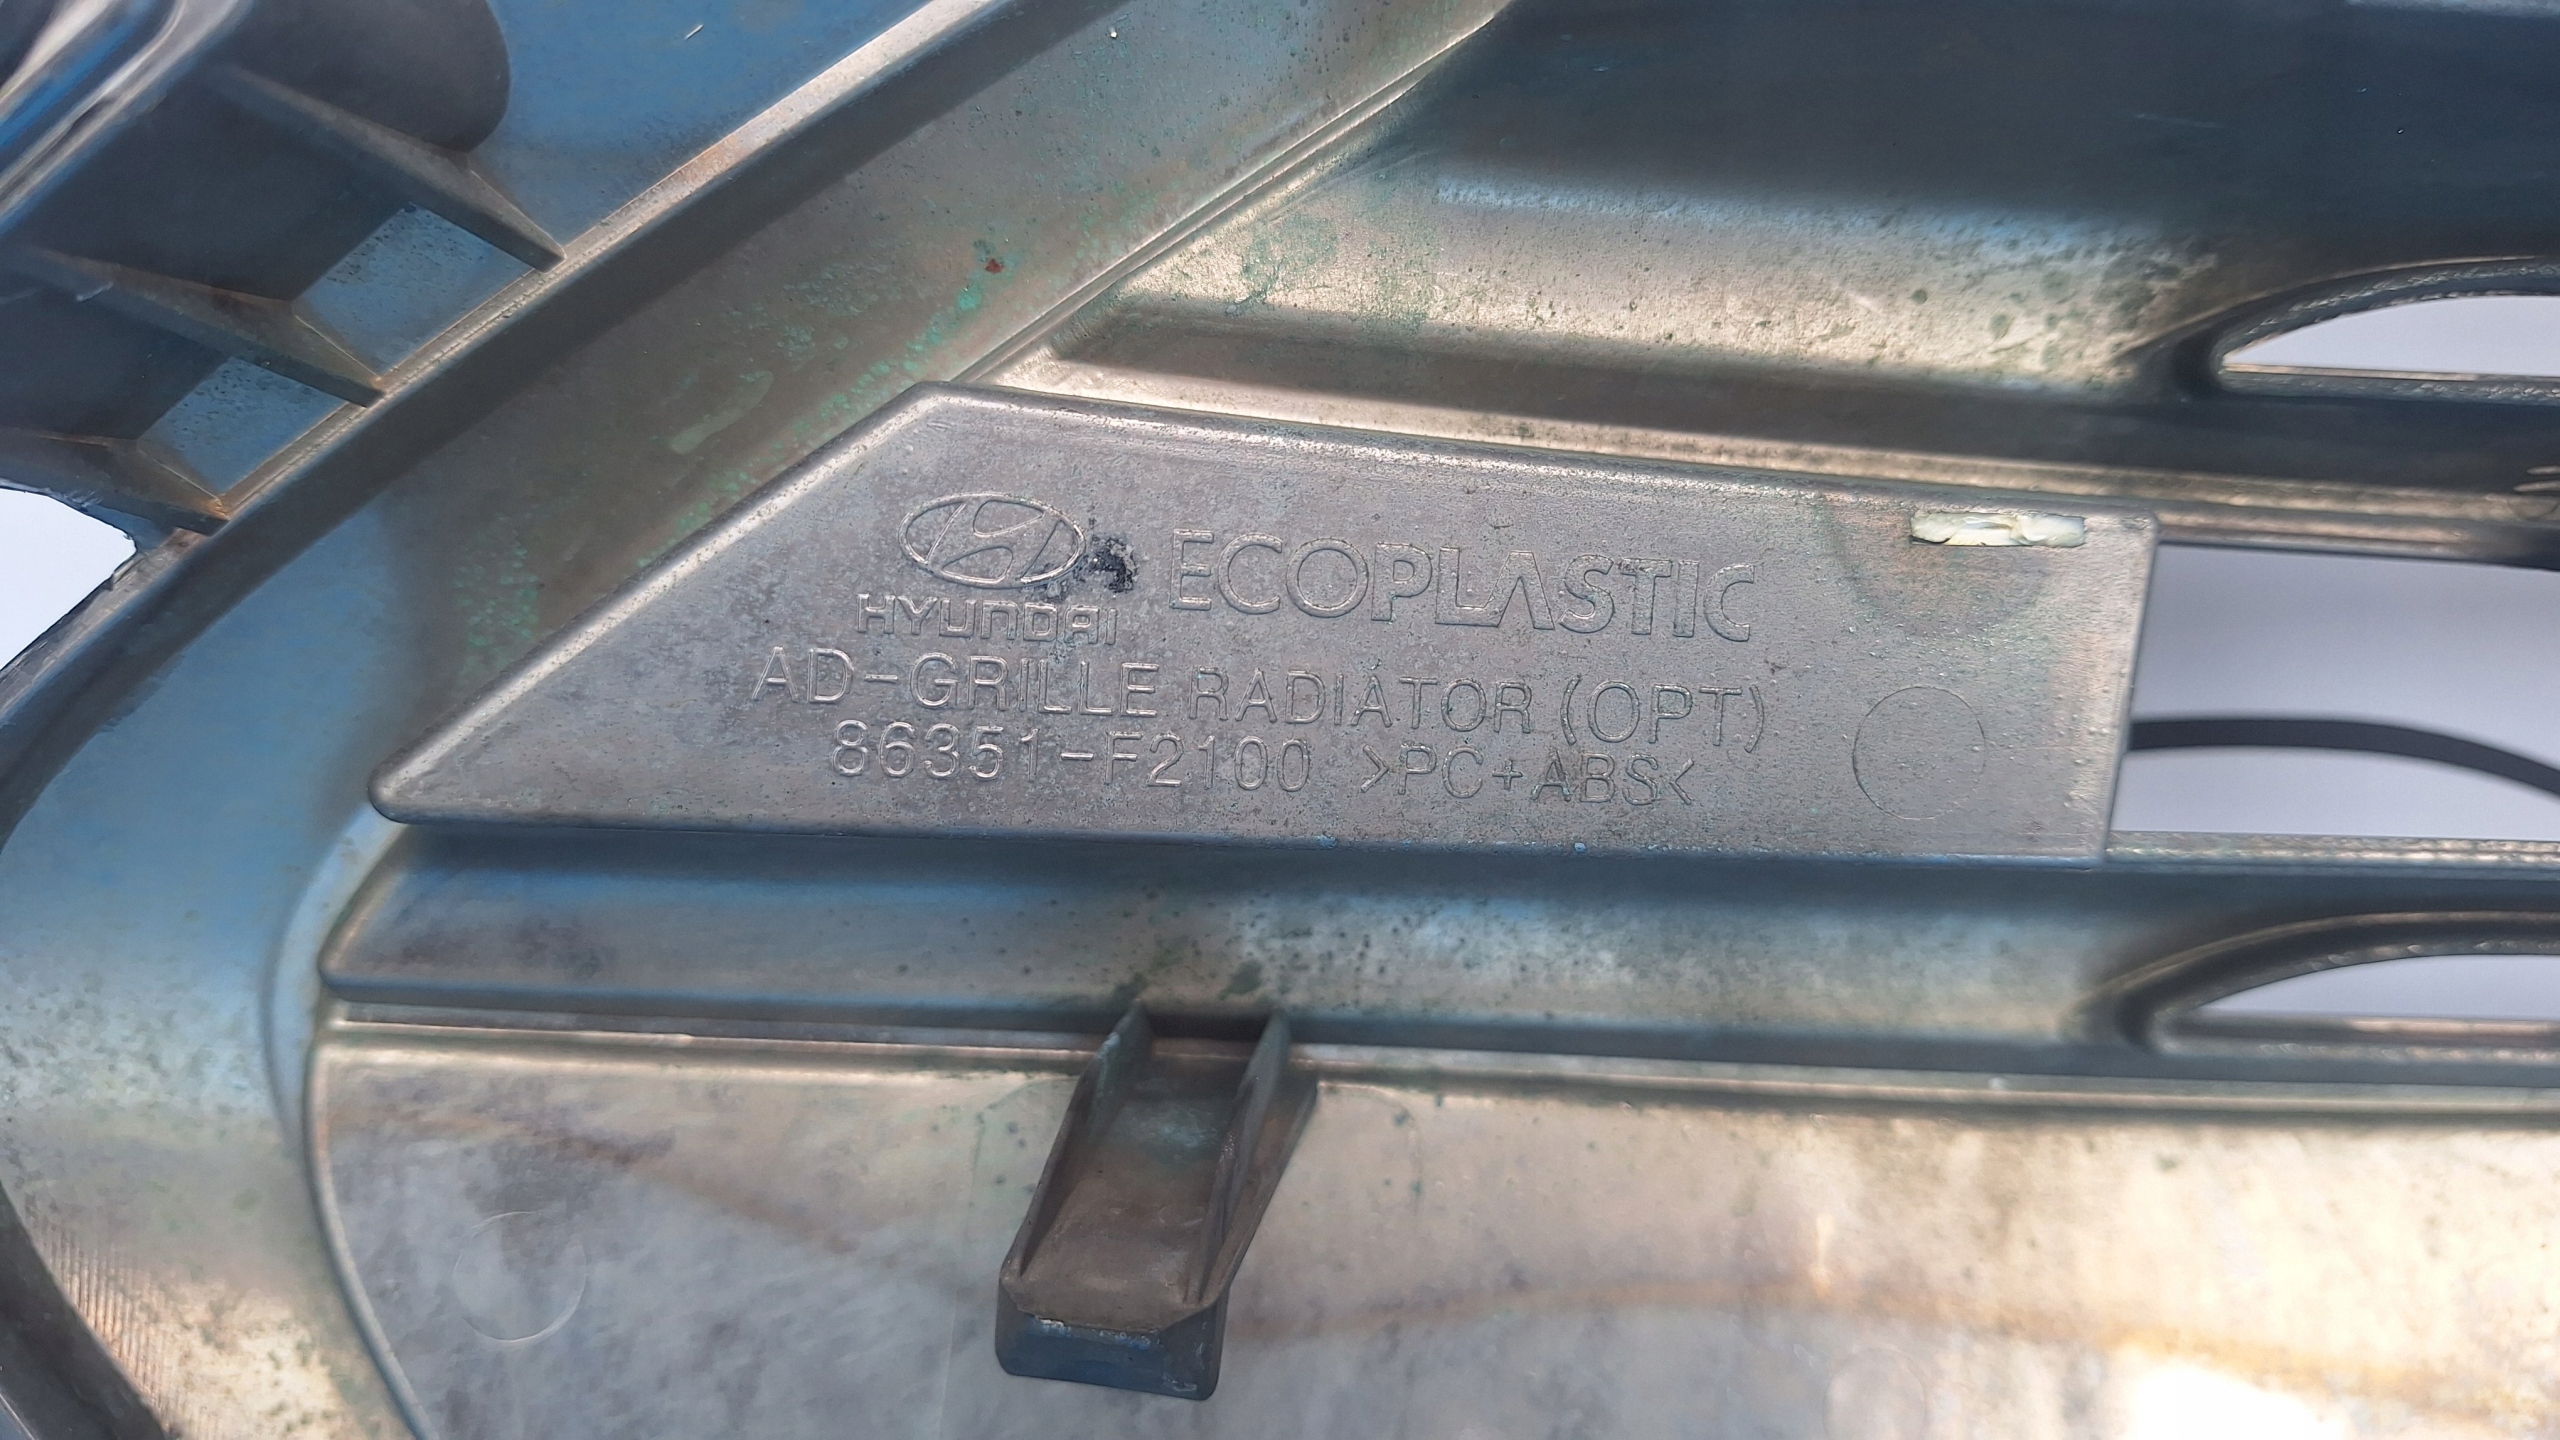 HYUNDAI ECOPLASTIC
AD-GRILLE RADIATOR (OPT)
86351-F2100 >PC+ABS<